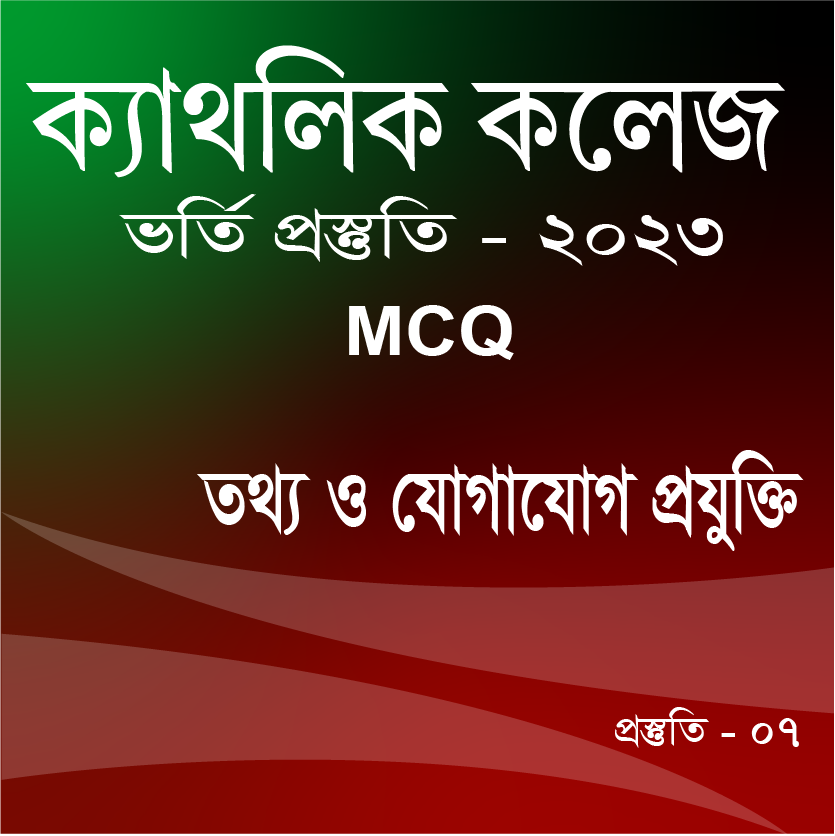 ক্যাথলিক কলেজ
ভর্তি প্রস্তুতি - ২০২৩
MCQ
তথ্য ও যোগাযোগ প্রযুক্তি
প্রস্তুতি - ০৭